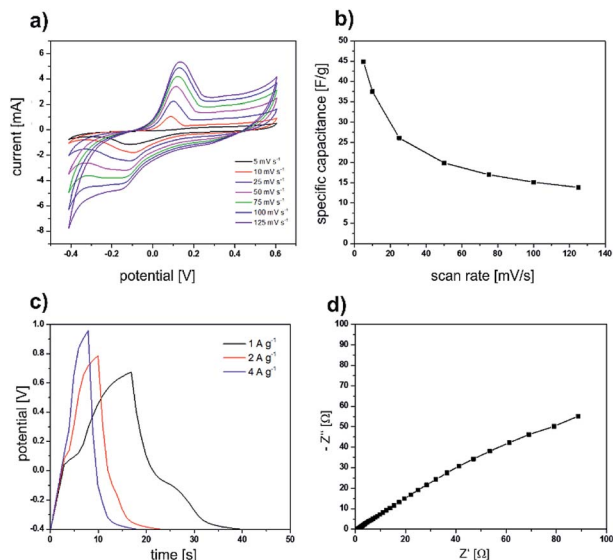 a)
6
4
2
0
-2
-4
-6
-8
current [mA]
5 mV s⁻¹
10 mV s⁻¹
25 mV s⁻¹
50 mV s⁻¹
75 mV s⁻¹
100 mV s⁻¹
125 mV s⁻¹
-0.4 -0.2 0.0 0.2 0.4 0.6
potential [V]
b)
50
45
40
35
30
25
20
15
10
5
0
specific capacitance [F/g]
0 20 40 60 80 100 120 140
scan rate [mV/s]
c)
1.0
0.8
0.6
0.4
0.2
0.0
-0.2
-0.4
potential [V]
1 A g⁻¹
2 A g⁻¹
4 A g⁻¹
0 10 20 30 40 50
time [s]
d)
100
90
80
70
60
50
40
30
20
10
0
- Z'' [Ω]
0 20 40 60 80 100
Z' [Ω]